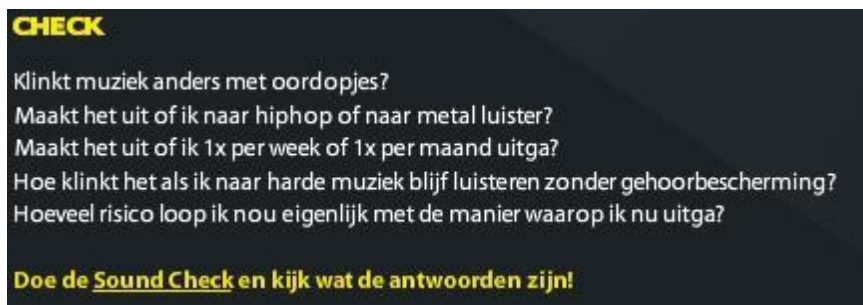 CHECK
Klinkt muziek anders met oordopjes?
Maakt het uit of ik naar hiphop of naar metal luister?
Maakt het uit of ik 1x per week of 1x per maand uitga?
Hoe klinkt het als ik naar harde muziek blijf luisteren zonder gehoorbescherming?
Hoeveel risico loop ik nou eigenlijk met de manier waarop ik nu uitga?
Doe de Sound Check en kijk wat de antwoorden zijn!